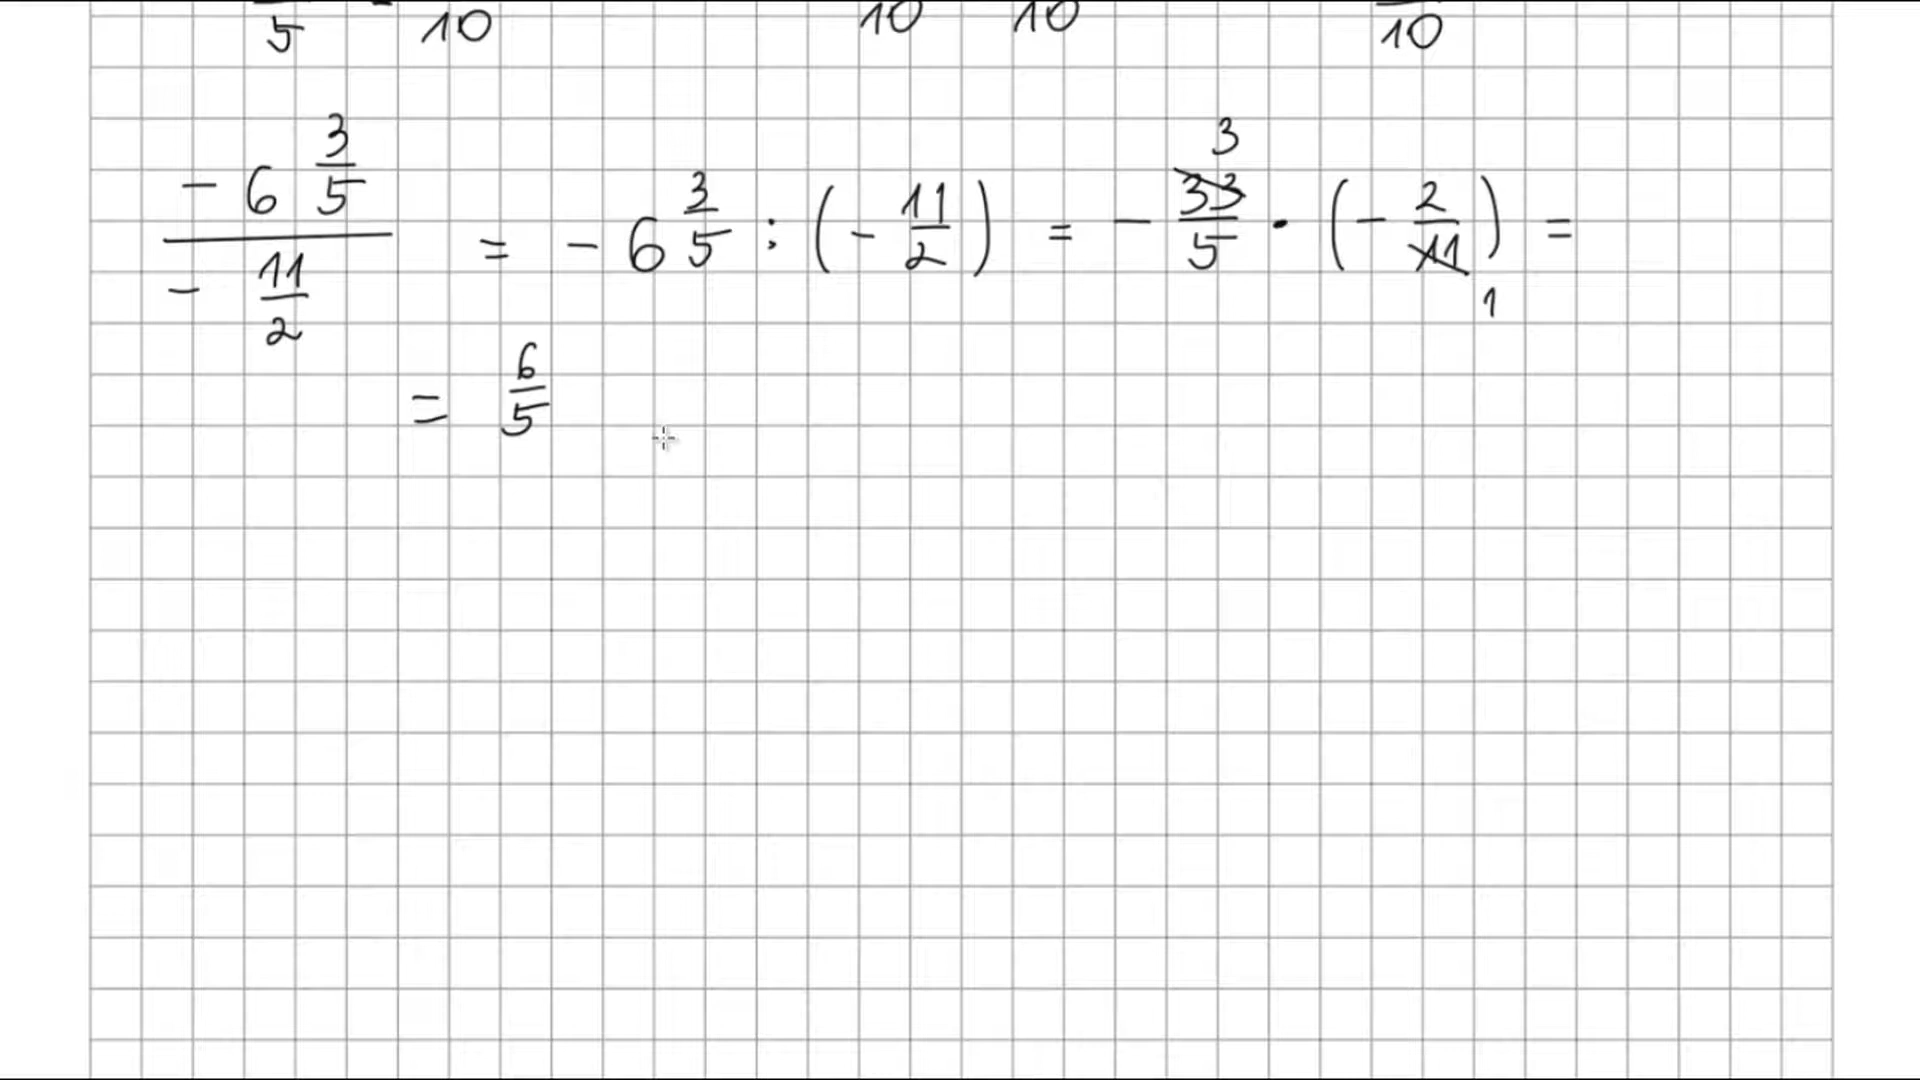 5 10 10 10 10
-6 3/5 / - 11/2 = - 6 3/5 : (- 11/2) = - 33/5 · (- 2/11) = 3 1
= 6/5